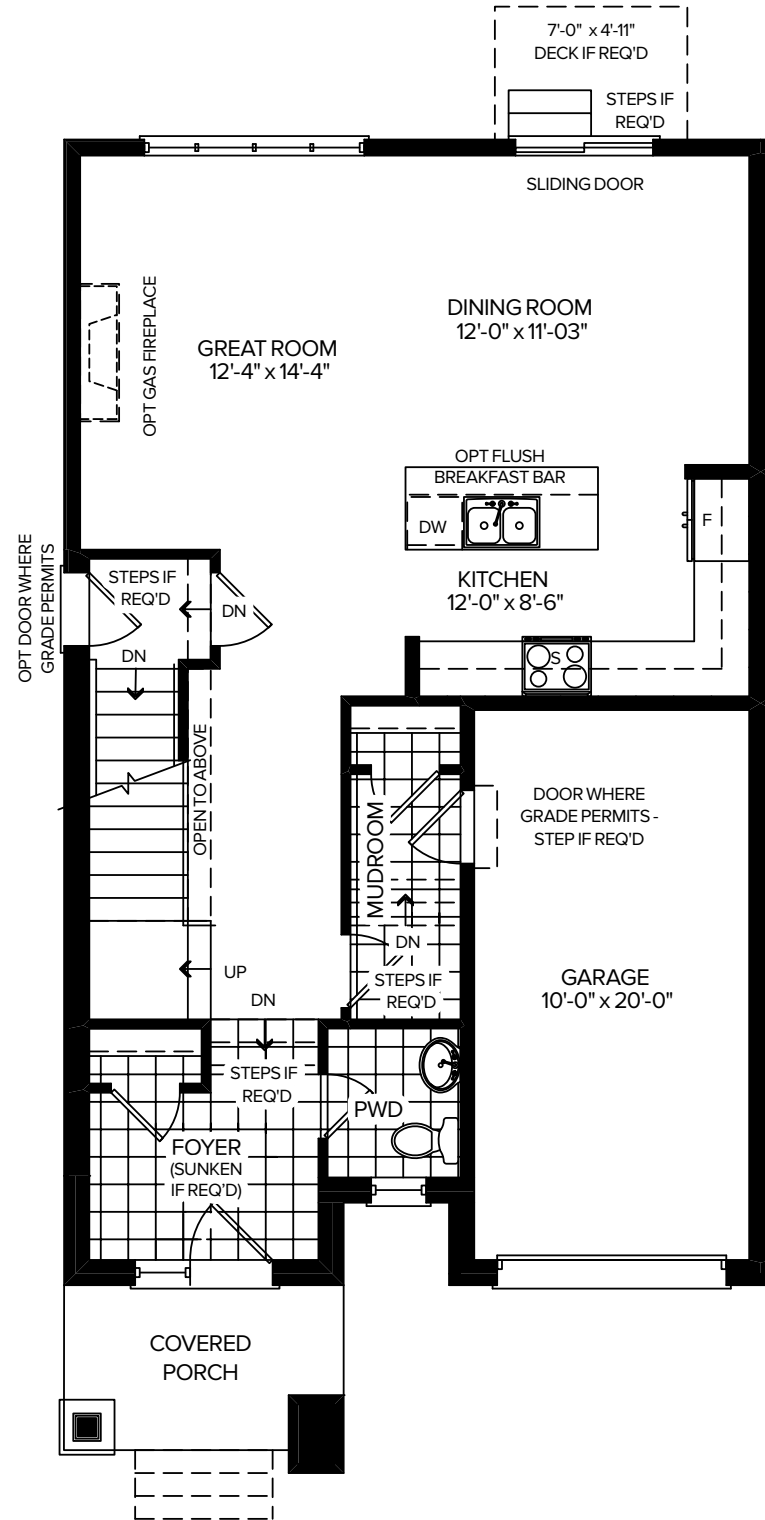 7'-0" x 4'-11"
DECK IF REQ'D
STEPS IF
REQ'D
SLIDING DOOR
OPT GAS FIREPLACE
GREAT ROOM
12'-4" x 14'-4"
DINING ROOM
12'-0" x 11'-03"
OPT FLUSH
BREAKFAST BAR
DW
F
KITCHEN
12'-0" x 8'-6"
S
OPT DOOR WHERE
GRADE PERMITS
STEPS IF
REQ'D
DN
DN
OPEN TO ABOVE
MUDROOM
DOOR WHERE
GRADE PERMITS -
STEP IF REQ'D
DN
STEPS IF
REQ'D
UP
GARAGE
10'-0" x 20'-0"
DN
STEPS IF
REQ'D
PWD
FOYER
(SUNKEN
IF REQ'D)
COVERED
PORCH